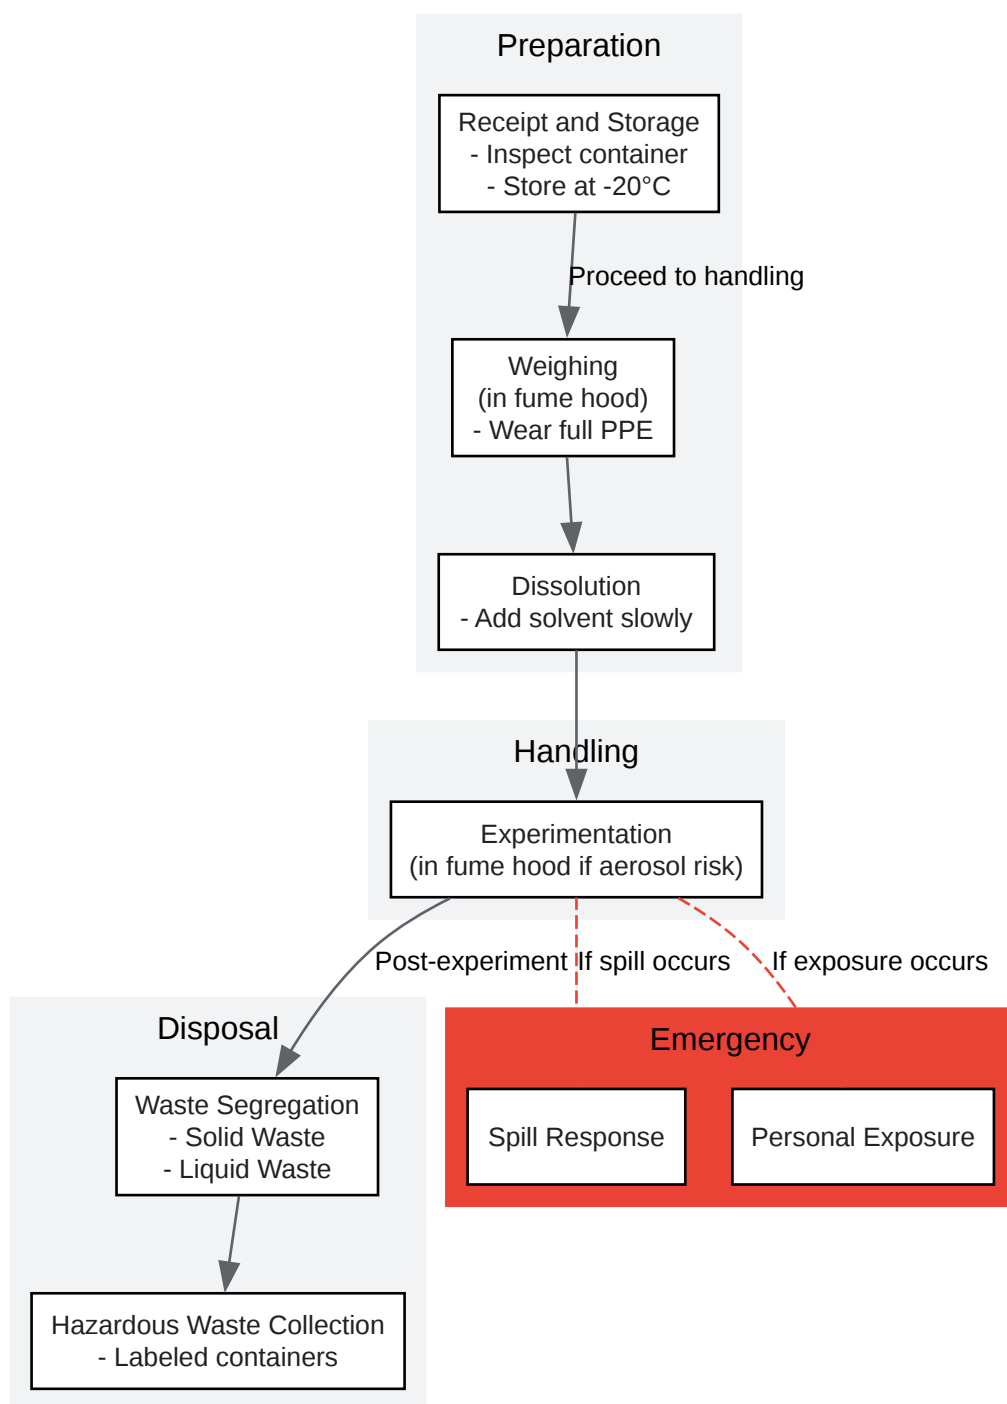 Preparation
Receipt and Storage
- Inspect container
- Store at -20°C
Proceed to handling
Weighing
(in fume hood)
- Wear full PPE
Dissolution
- Add solvent slowly
Handling
Experimentation
(in fume hood if aerosol risk)
Post-experiment
If spill occurs
If exposure occurs
Disposal
Waste Segregation
- Solid Waste
- Liquid Waste
Hazardous Waste Collection
- Labeled containers
Emergency
Spill Response
Personal Exposure